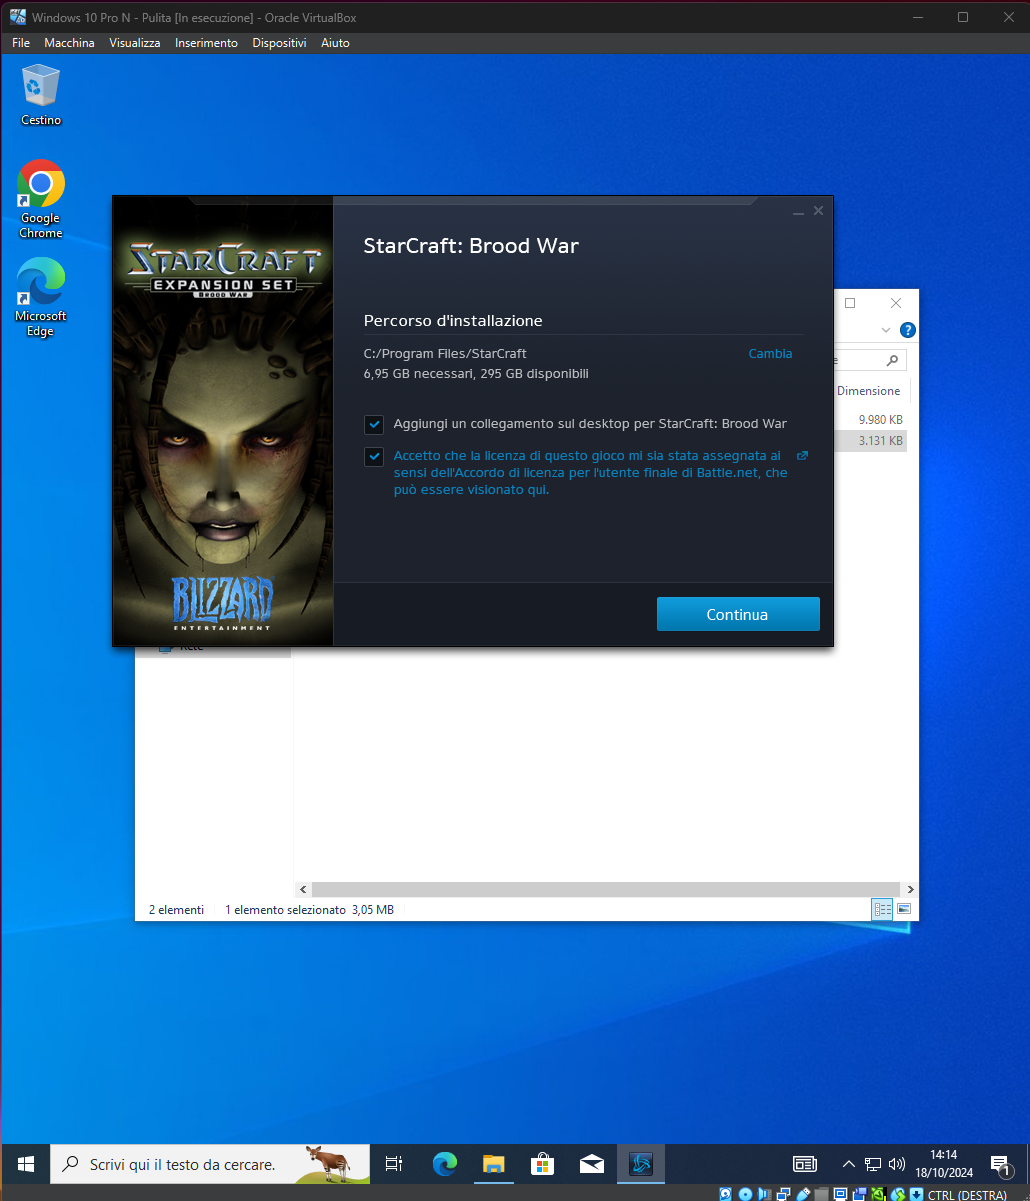 Windows 10 Pro N - Pulita [In esecuzione] - Oracle VirtualBox
File Macchina Visualizza Inserimento Dispositivi Aiuto
Cestino
Google
Chrome
Microsoft
Edge
STARCRAFT
EXPANSION SET
BROOD WAR
BLIZZARD
ENTERTAINMENT
StarCraft: Brood War
Percorso d'installazione
C:/Program Files/StarCraft
Cambia
6,95 GB necessari, 295 GB disponibili
Aggiungi un collegamento sul desktop per StarCraft: Brood War
Accetto che la licenza di questo gioco mi sia stata assegnata ai
sensi dell'Accordo di licenza per l'utente finale di Battle.net, che
può essere visionato qui.
Continua
Dimensione
9.980 KB
3.131 KB
2 elementi 1 elemento selezionato 3,05 MB
Scrivi qui il testo da cercare.
14:14
18/10/2024
1
CTRL (DESTRA)